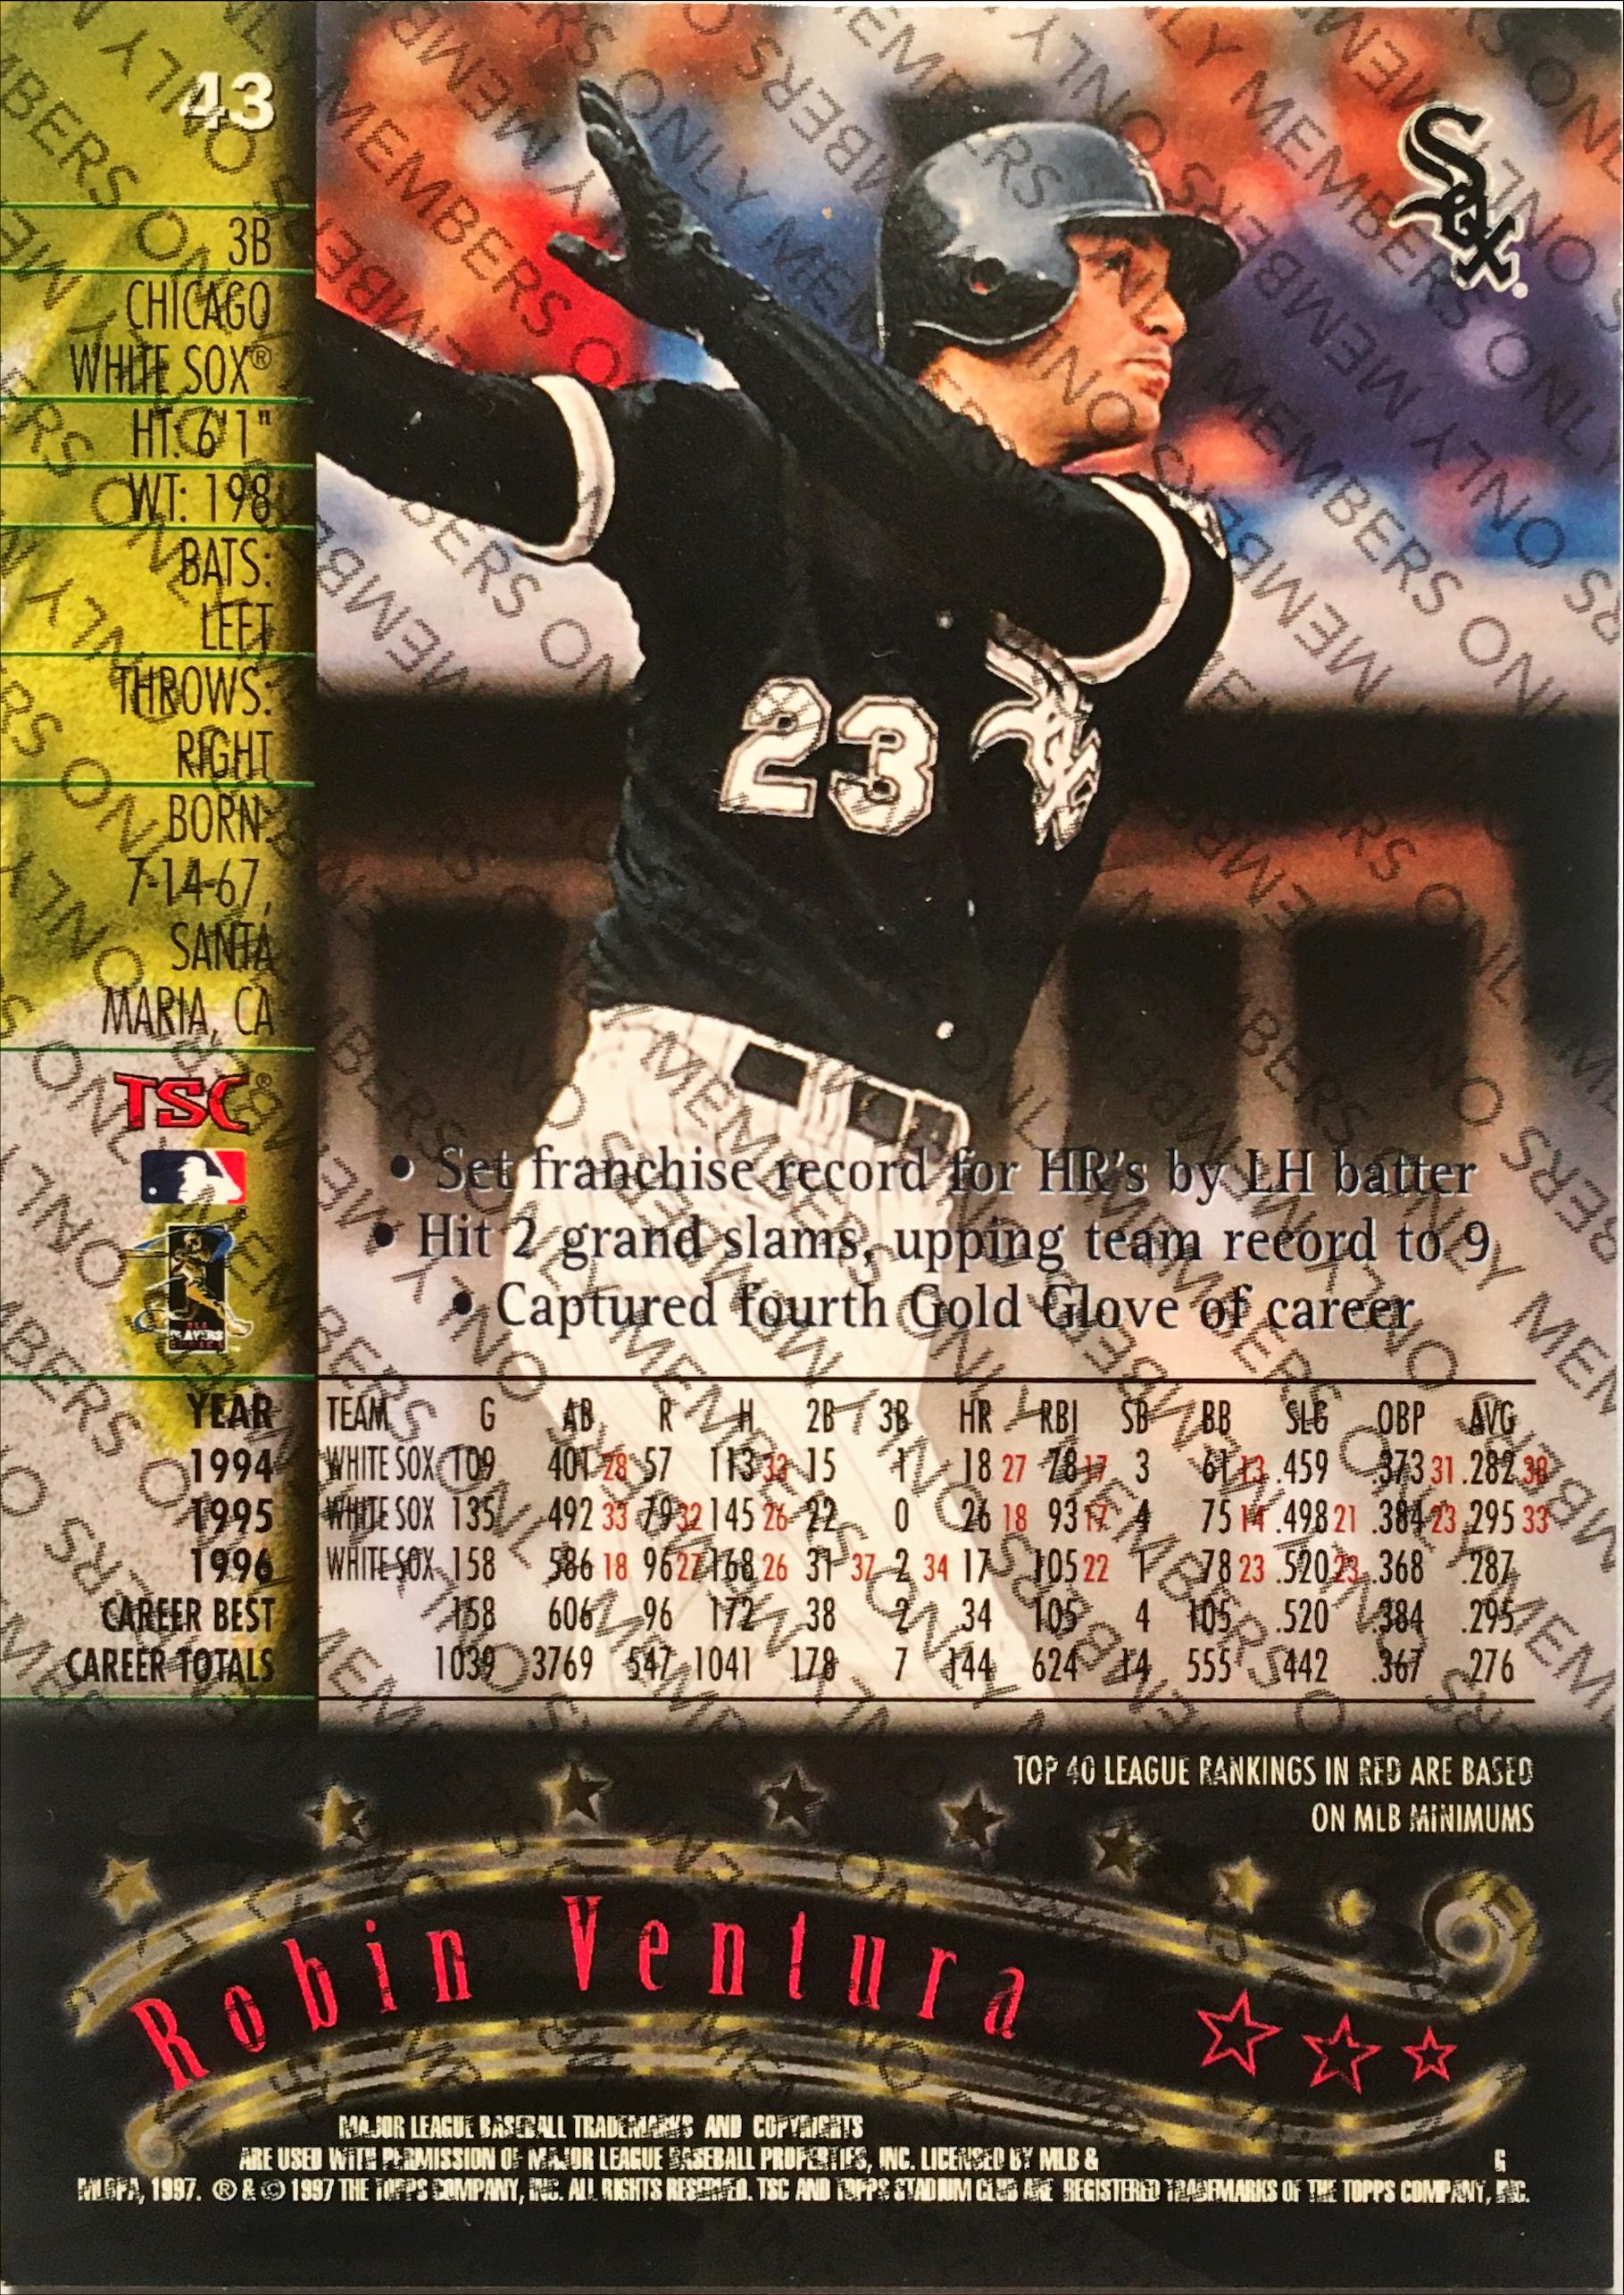 43
3B
CHICAGO
WHITE SOX®
HT: 6'1"
WT: 198
BATS:
LEFT
THROWS:
RIGHT
BORN:
7-14-67,
SANTA
MARIA, CA
TSC®
Sox®
23
Sox
• Set franchise record for HR's by LH batter
• Hit 2 grand slams, upping team record to 9
• Captured fourth Gold Glove of career
YEAR TEAM G AB R H 2B 3B HR RBI SB BB SLG OBP AVG
1994 WHITE SOX 109 401 28 57 113 33 15 1 18 27 78 17 3 61 13 .459 .373 31 .282 38
1995 WHITE SOX 135 492 33 79 32 145 26 22 0 26 18 93 17 4 75 14 .498 21 .384 23 .295 33
1996 WHITE SOX 158 586 18 96 27 168 26 31 37 2 34 17 105 22 1 78 23 .520 23 .368 .287
CAREER BEST 158 606 96 172 38 2 34 105 4 105 .520 .384 .295
CAREER TOTALS 1039 3769 547 1041 178 7 144 624 14 555 .442 .367 .276
TOP 40 LEAGUE RANKINGS IN RED ARE BASED
ON MLB MINIMUMS
Robin Ventura
MAJOR LEAGUE BASEBALL TRADEMARKS AND COPYRIGHTS
ARE USED WITH PERMISSION OF MAJOR LEAGUE BASEBALL PROPERTIES, INC. LICENSED BY MLB &
MLBPA, 1997. ® & © 1997 THE TOPPS COMPANY, INC. ALL RIGHTS RESERVED. TSC AND TOPPS STADIUM CLUB ARE REGISTERED TRADEMARKS OF THE TOPPS COMPANY, INC.
MEMBERS ONLY